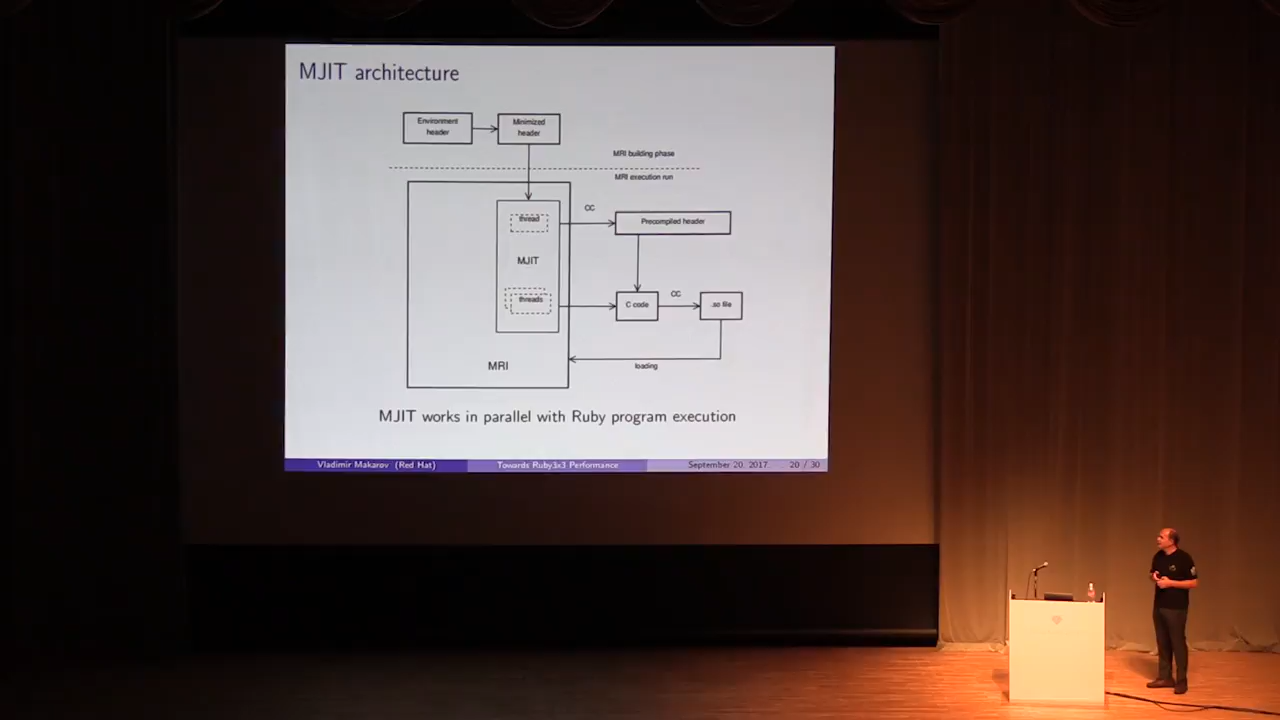 MJIT architecture
Environment
header
Minimized
header
MRI building phase
MRI execution run
CC
thread
Precompiled header
MJIT
CC
threads
C code
.so file
MRI
loading
MJIT works in parallel with Ruby program execution
Vladimir Makarov (Red Hat) Towards Ruby3x3 Performance September 20, 2017 20 / 30